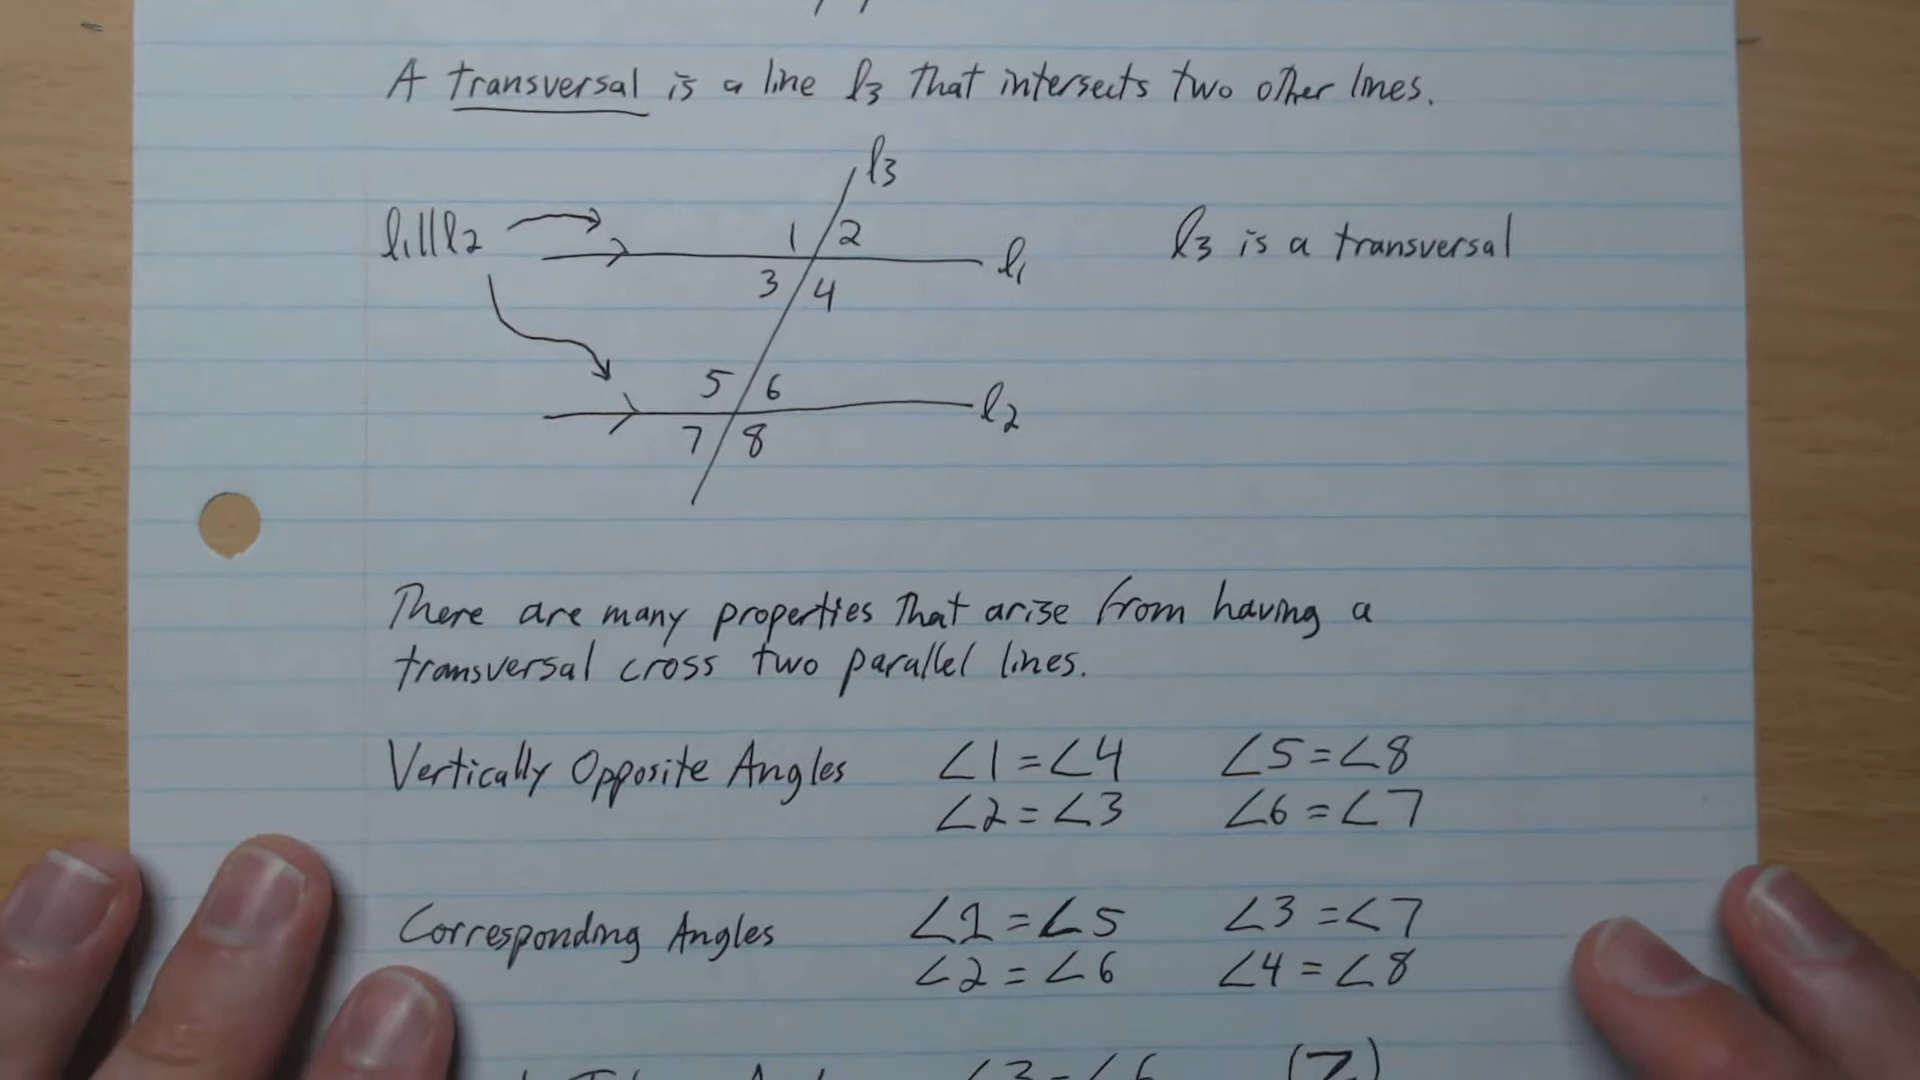 A transversal is a line l3 that intersects two other lines.
l3
l1||l2
1 2
l3 is a transversal
l1
3 4
5 6
l2
7 8
There are many properties that arise from having a
transversal cross two parallel lines.
Vertically Opposite Angles ∠1=∠4 ∠5=∠8
∠2=∠3 ∠6=∠7
Corresponding Angles ∠1=∠5 ∠3=∠7
∠2=∠6 ∠4=∠8
∠3=∠6 (Z)